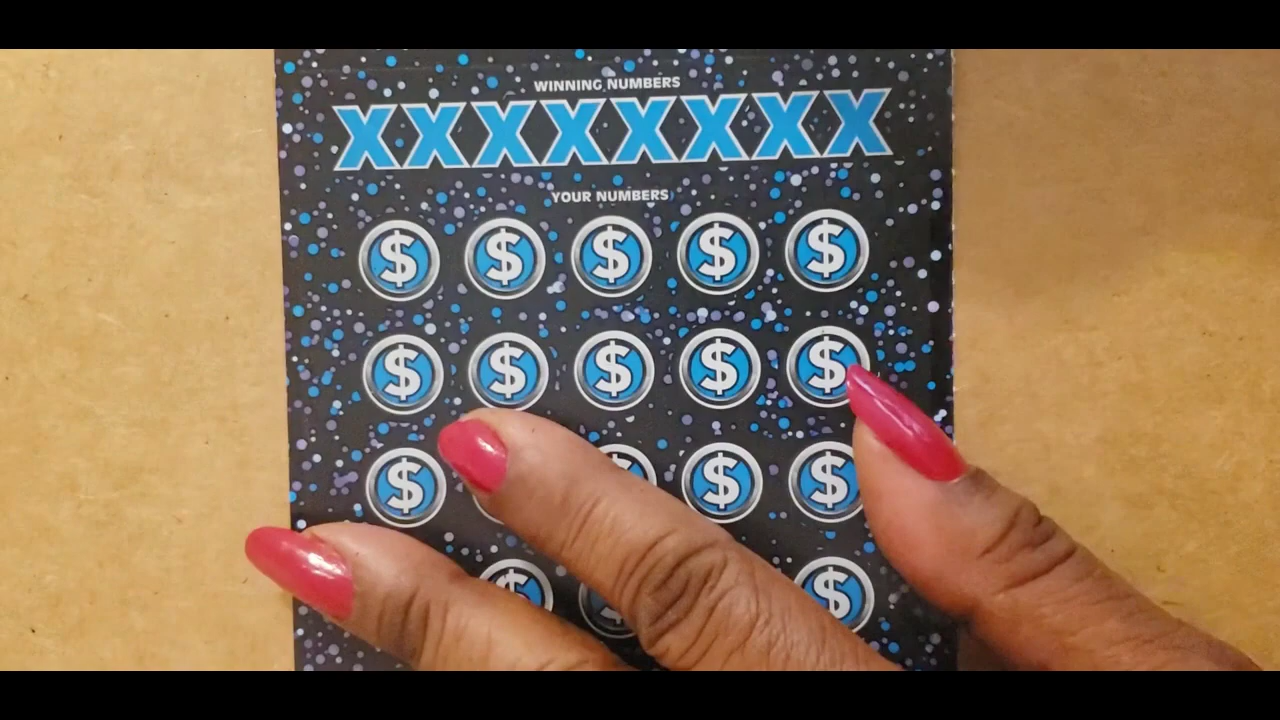 WINNING NUMBERS
XXXXXXXX
YOUR NUMBERS
$ $ $ $ $
$ $ $ $ $
$ $ $ $
$ $